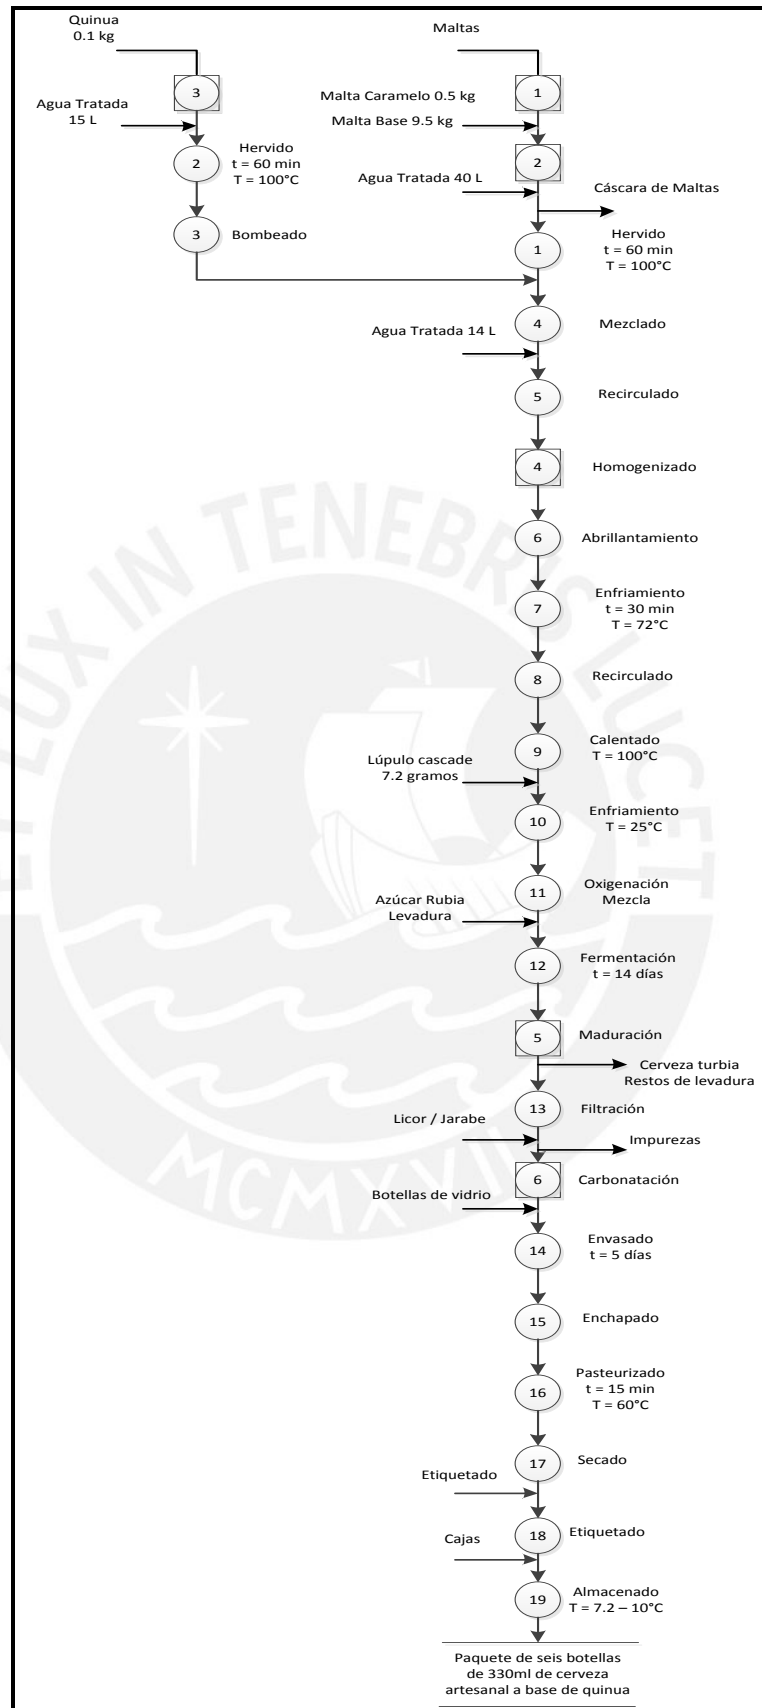 Quinua
0.1 kg
Maltas
3
Malta Caramelo 0.5 kg
1
Agua Tratada
15 L
Malta Base 9.5 kg
2
Hervido
t = 60 min
T = 100°C
2
Agua Tratada 40 L
Cáscara de Maltas
3
Bombeado
1
Hervido
t = 60 min
T = 100°C
4
Mezclado
Agua Tratada 14 L
5
Recirculado
4
Homogenizado
6
Abrillantamiento
7
Enfriamiento
t = 30 min
T = 72°C
8
Recirculado
9
Calentado
T = 100°C
Lúpulo cascade
7.2 gramos
10
Enfriamiento
T = 25°C
11
Oxigenación
Mezcla
Azúcar Rubia
Levadura
12
Fermentación
t = 14 días
5
Maduración
Cerveza turbia
Restos de levadura
13
Filtración
Licor / Jarabe
Impurezas
6
Carbonatación
Botellas de vidrio
14
Envasado
t = 5 días
15
Enchapado
16
Pasteurizado
t = 15 min
T = 60°C
17
Secado
Etiquetado
18
Etiquetado
Cajas
19
Almacenado
T = 7.2 – 10°C
Paquete de seis botellas
de 330ml de cerveza
artesanal a base de quinua
ET LUX IN TENEBRIS LUCET
MCMXVII